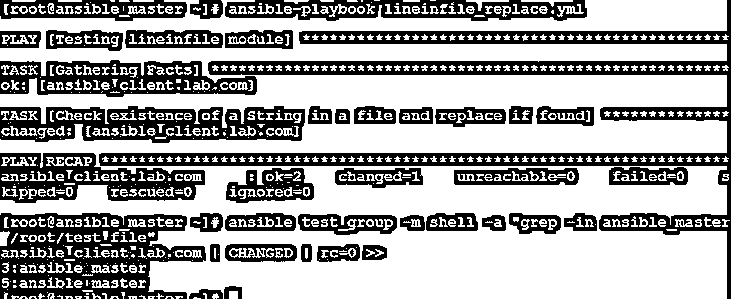 [root@ansible_master ~]# ansible-playbook lineinfile_replace.yml
PLAY [Testing lineinfile module] *****************************************************
TASK [Gathering Facts] ***************************************************************
ok: [ansible_client.lab.com]
TASK [Check existence of a String in a file and replace if found] ****************
changed: [ansible_client.lab.com]
PLAY RECAP ***************************************************************************
ansible_client.lab.com : ok=2 changed=1 unreachable=0 failed=0 s
kipped=0 rescued=0 ignored=0
[root@ansible_master ~]# ansible test_group -m shell -a "grep -in ansible_master
/root/test_file"
ansible_client.lab.com | CHANGED | rc=0 >>
3:ansible_master
5:ansible_master
[root@ansible_master ~]#